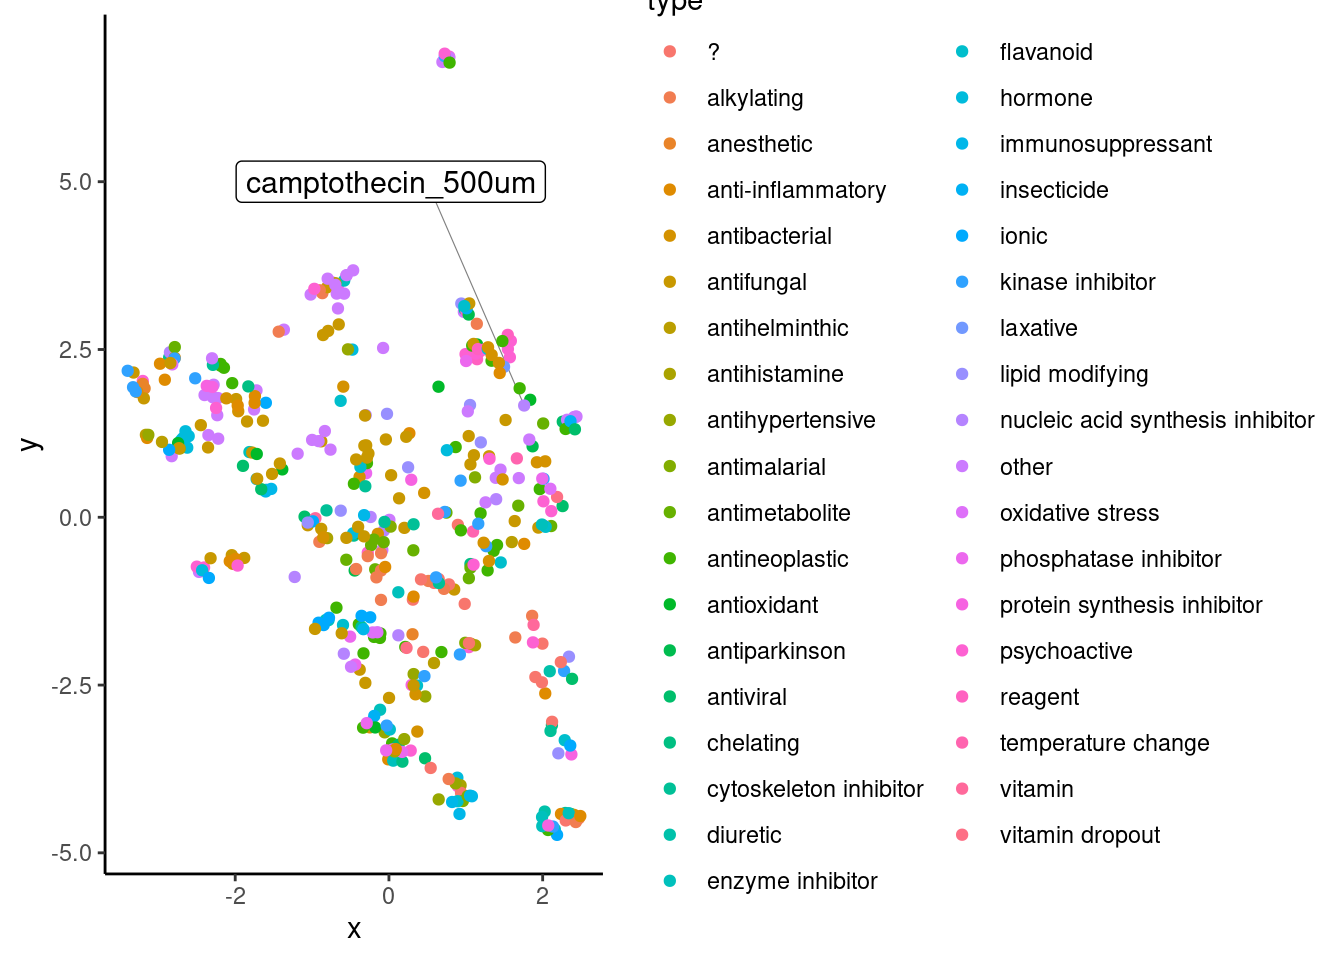 type
camptothecin_500um
5.0
2.5
0.0
-2.5
-5.0
-2
0
2
x
y
?
alkylating
anesthetic
anti-inflammatory
antibacterial
antifungal
antihelminthic
antihistamine
antihypertensive
antimalarial
antimetabolite
antineoplastic
antioxidant
antiparkinson
antiviral
chelating
cytoskeleton inhibitor
diuretic
enzyme inhibitor
flavanoid
hormone
immunosuppressant
insecticide
ionic
kinase inhibitor
laxative
lipid modifying
nucleic acid synthesis inhibitor
other
oxidative stress
phosphatase inhibitor
protein synthesis inhibitor
psychoactive
reagent
temperature change
vitamin
vitamin dropout